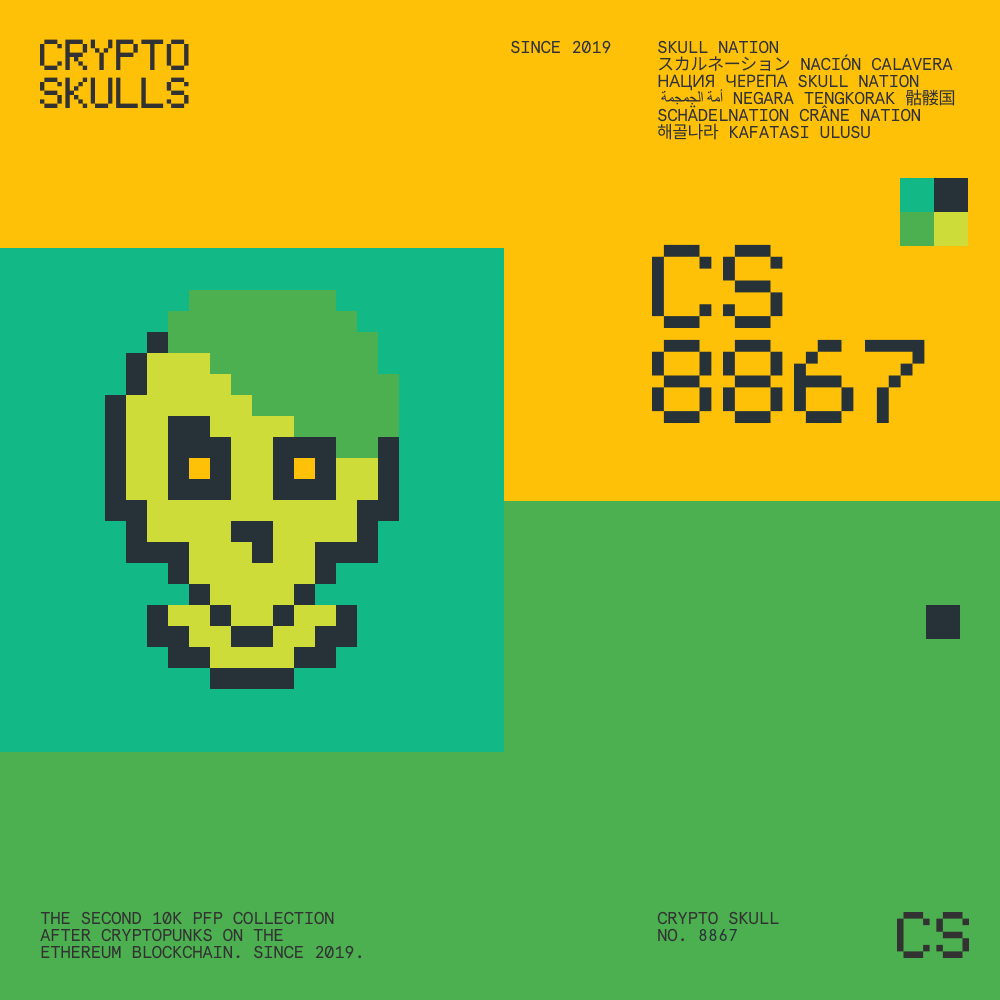 CRYPTO
SKULLS
SINCE 2019
SKULL NATION
スカルネーション NACIÓN CALAVERA
НАЦИЯ ЧЕРЕПА SKULL NATION
أمة الجمجمة NEGARA TENGKORAK 骷髅国
SCHÄDELNATION CRÂNE NATION
해골나라 KAFATASI ULUSU
CS
8867
THE SECOND 10K PFP COLLECTION
AFTER CRYPTOPUNKS ON THE
ETHEREUM BLOCKCHAIN. SINCE 2019.
CRYPTO SKULL
NO. 8867
CS